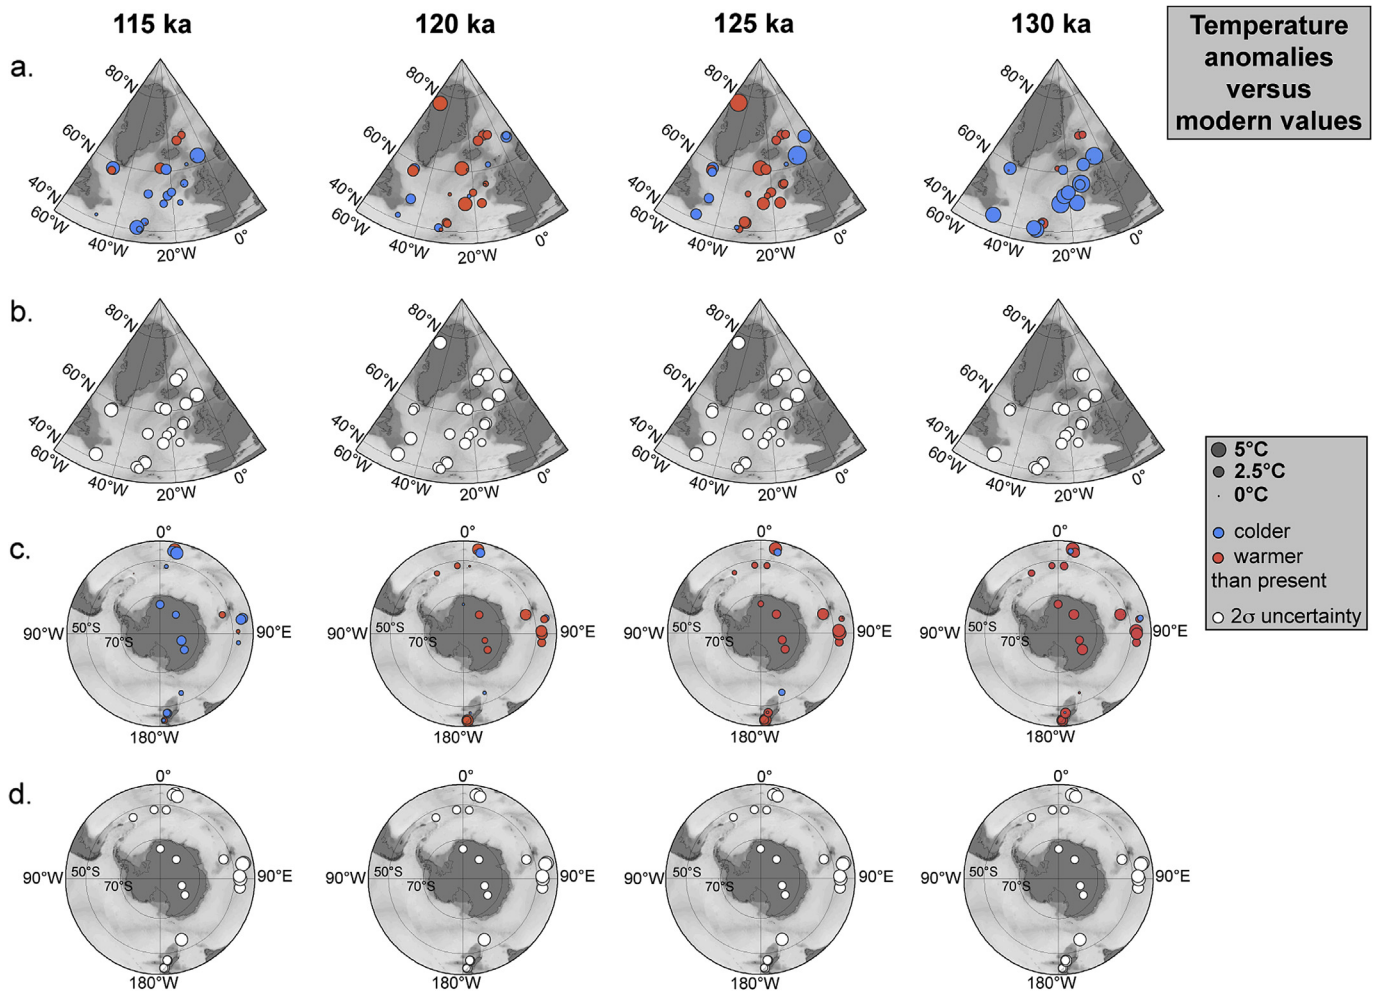 115 ka
120 ka
125 ka
130 ka
Temperature
anomalies
versus
modern values
a.
80°N
60°N
40°N
60°W
40°W
20°W
0°
80°N
60°N
40°N
60°W
40°W
20°W
0°
80°N
60°N
40°N
60°W
40°W
20°W
0°
80°N
60°N
40°N
60°W
40°W
20°W
0°
b.
80°N
60°N
40°N
60°W
40°W
20°W
80°N
60°N
40°N
60°W
40°W
20°W
80°N
60°N
40°N
60°W
40°W
20°W
80°N
60°N
40°N
60°W
40°W
20°W
5°C
2.5°C
0°C
colder
warmer
than present
2σ uncertainty
c.
0°
90°W
50°S
70°S
90°E
180°W
0°
90°W
50°S
70°S
90°E
180°W
0°
90°W
50°S
70°S
90°E
180°W
0°
90°W
50°S
70°S
90°E
180°W
d.
0°
90°W
50°S
70°S
90°E
180°W
0°
90°W
50°S
70°S
90°E
180°W
0°
90°W
50°S
70°S
90°E
180°W
0°
90°W
50°S
70°S
90°E
180°W